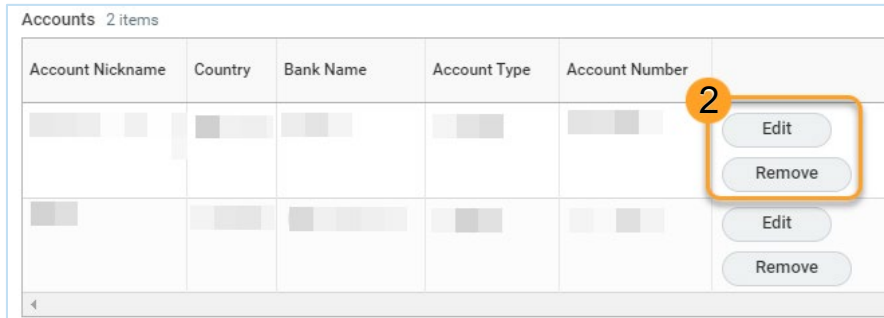 Accounts 2 items
Account Nickname Country Bank Name Account Type Account Number
2
Edit
Remove
Edit
Remove